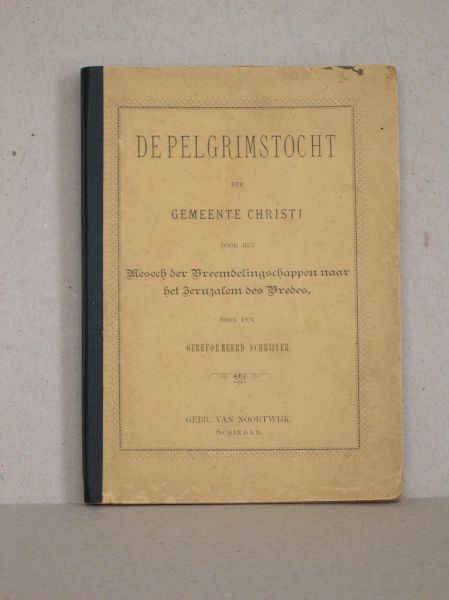 DE PELGRIMSTOCHT
DER
GEMEENTE CHRISTI
DOOR HET
Mesech der Vreemdelingschappen naar
het Jeruzalem des Vredes,
DOOR EEN
GEREFORMEERD SCHRIJVER.
GEBR. VAN NOORTWIJK.
SCHIEDAM.